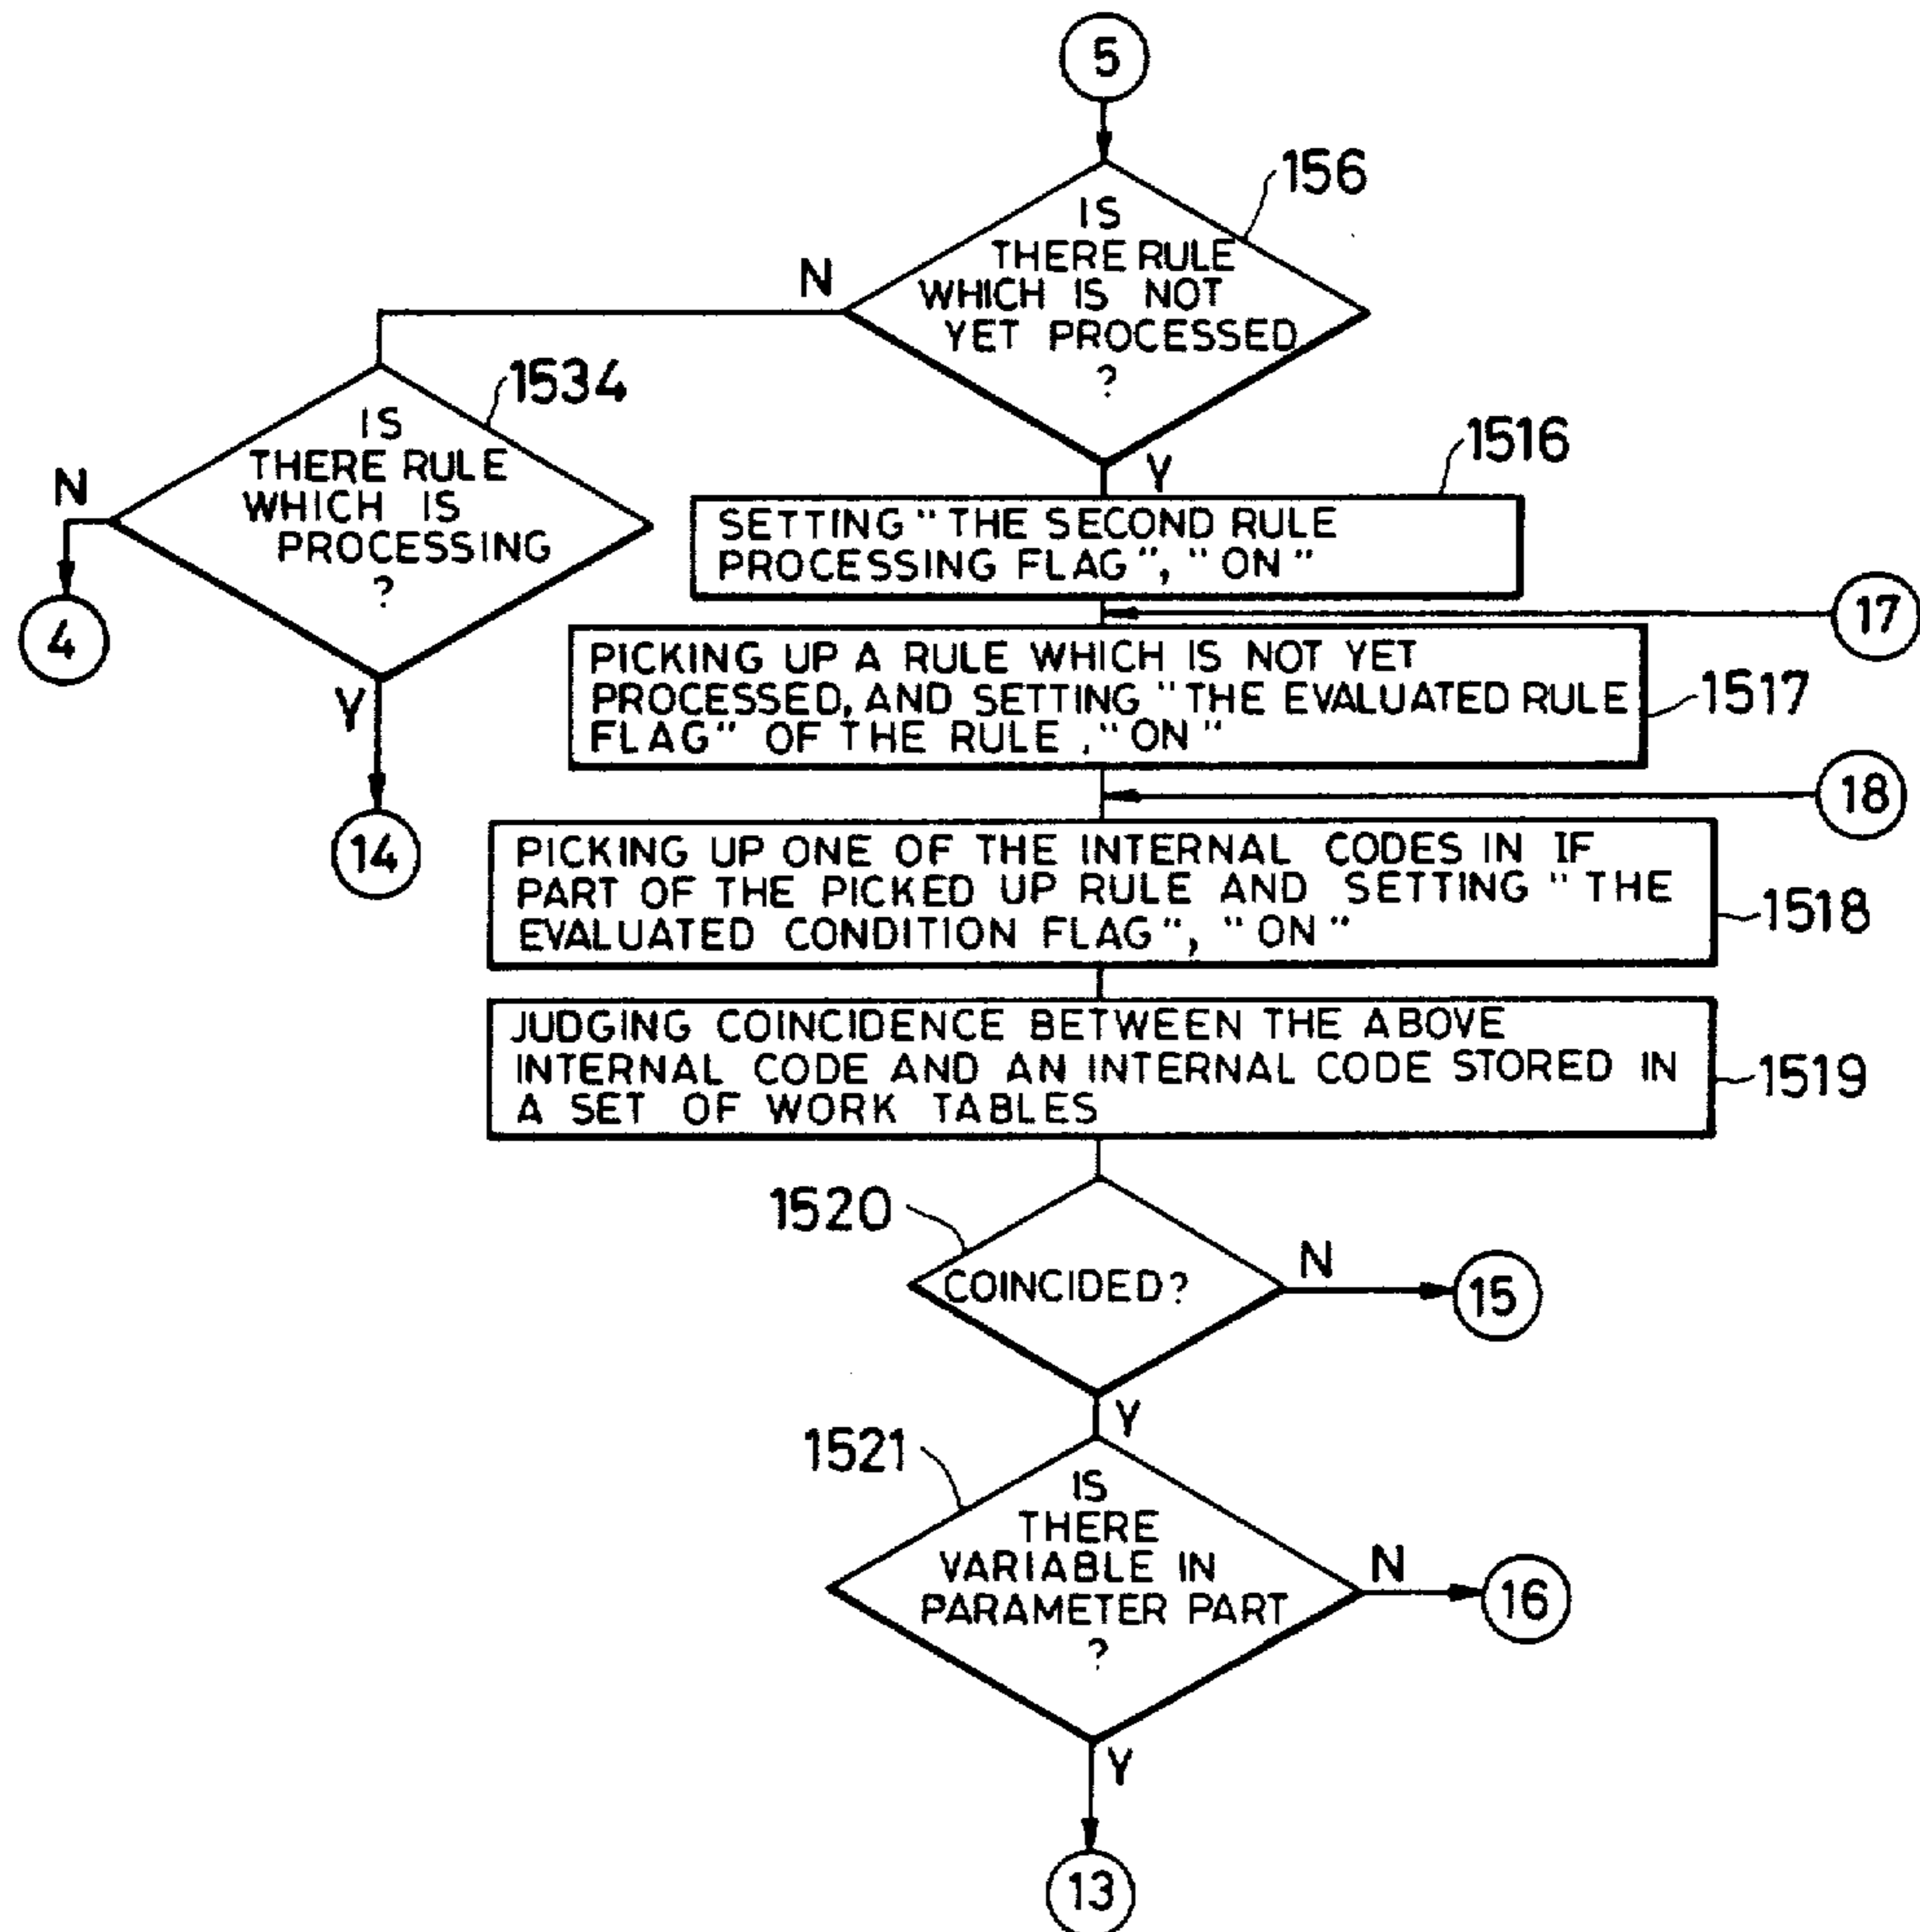 5
156
IS
THERE RULE
WHICH IS NOT
YET PROCESSED
?
N
Y
1534
IS
THERE RULE
WHICH IS
PROCESSING
?
N
4
Y
14
1516
SETTING "THE SECOND RULE
PROCESSING FLAG", "ON"
17
PICKING UP A RULE WHICH IS NOT YET
PROCESSED, AND SETTING "THE EVALUATED RULE
FLAG" OF THE RULE , "ON"
1517
18
PICKING UP ONE OF THE INTERNAL CODES IN IF
PART OF THE PICKED UP RULE AND SETTING "THE
EVALUATED CONDITION FLAG", "ON"
1518
JUDGING COINCIDENCE BETWEEN THE ABOVE
INTERNAL CODE AND AN INTERNAL CODE STORED IN
A SET OF WORK TABLES
1519
1520
COINCIDED?
N
15
Y
1521
IS
THERE
VARIABLE IN
PARAMETER PART
?
N
16
Y
13